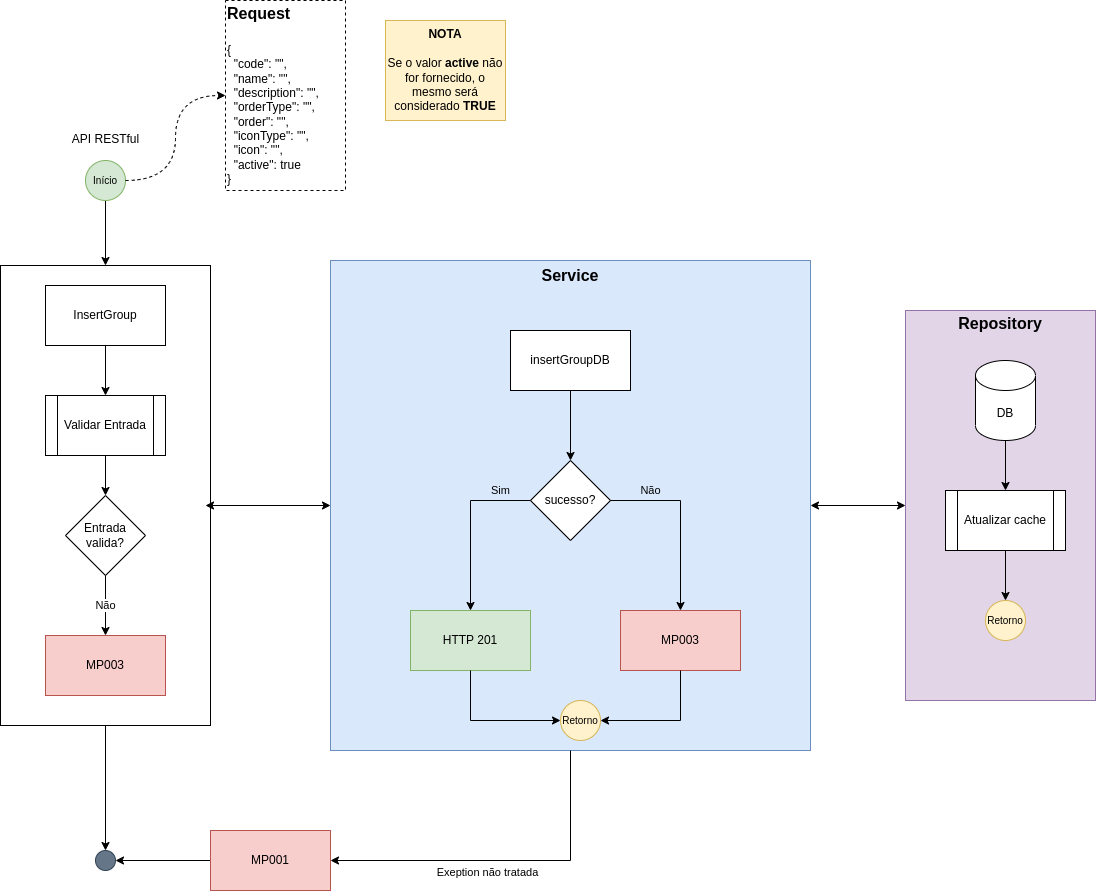 Request
{
"code": "",
"name": "",
"description": "",
"orderType": "",
"order": "",
"iconType": "",
"icon": "",
"active": true
}
NOTA
Se o valor active não
for fornecido, o
mesmo será
considerado TRUE
API RESTful
Início
InsertGroup
Validar Entrada
Entrada
valida?
Não
MP003
Service
insertGroupDB
sucesso?
Sim
Não
HTTP 201
MP003
Retorno
Repository
DB
Atualizar cache
Retorno
MP001
Exeption não tratada